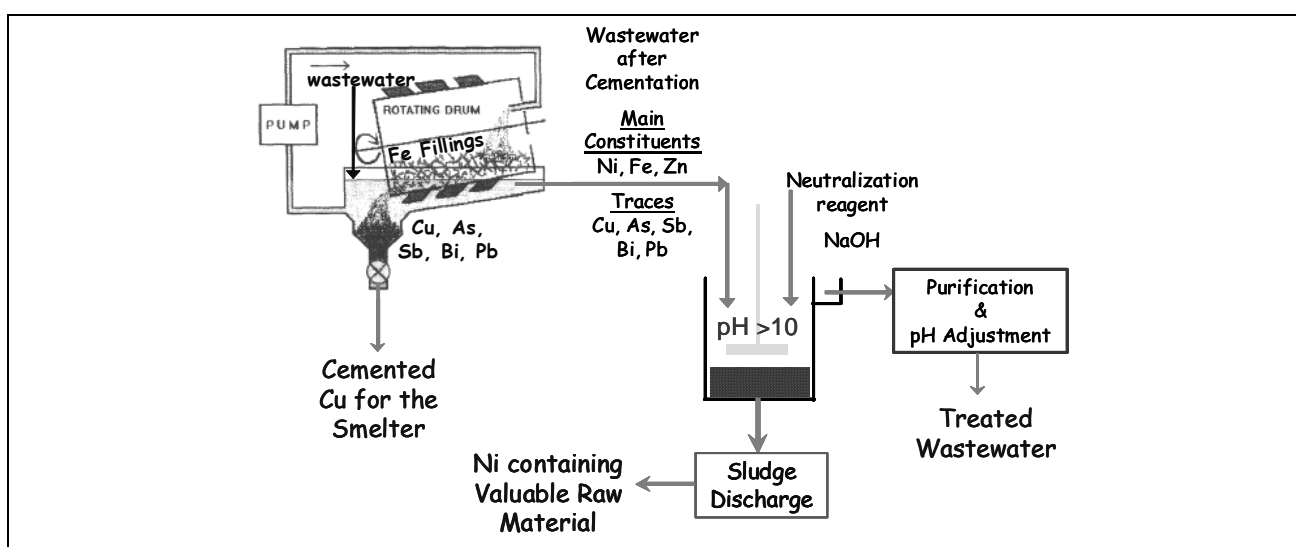 wastewater
PUMP
ROTATING DRUM
Fe Fillings
Cu, As,
Sb, Bi, Pb
Cemented
Cu for the
Smelter
Wastewater
after
Cementation
Main
Constituents
Ni, Fe, Zn
Traces
Cu, As, Sb,
Bi, Pb
Neutralization
reagent
NaOH
pH >10
Purification
&
pH Adjustment
Treated
Wastewater
Sludge
Discharge
Ni containing
Valuable Raw
Material